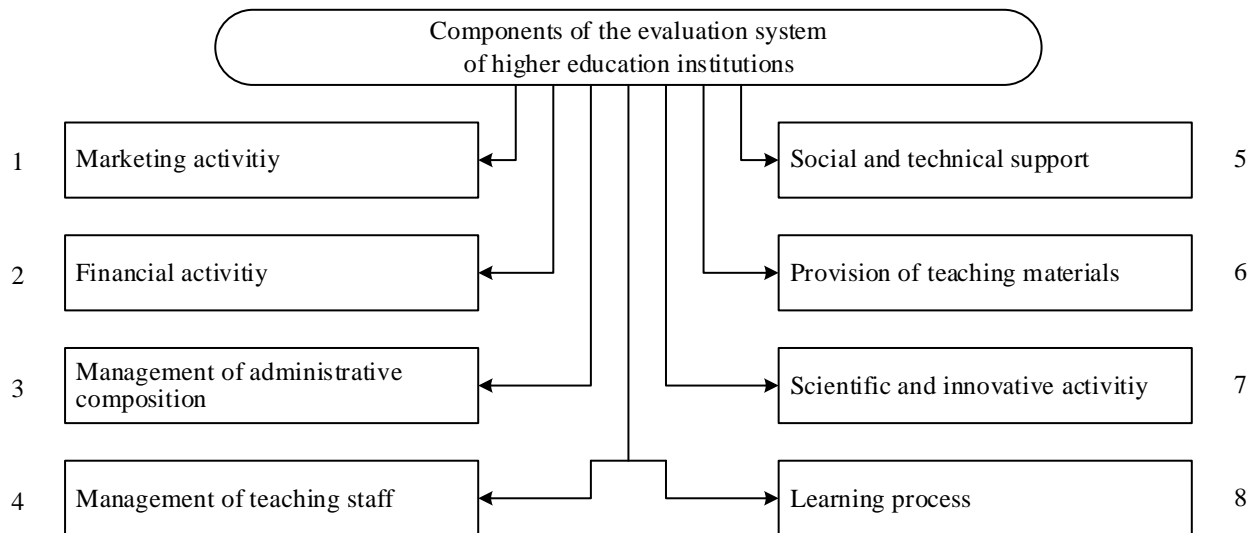 Components of the evaluation system
of higher education institutions
1
Marketing activitiy
2
Financial activitiy
3
Management of administrative
composition
4
Management of teaching staff
Social and technical support
5
Provision of teaching materials
6
Scientific and innovative activitiy
7
Learning process
8